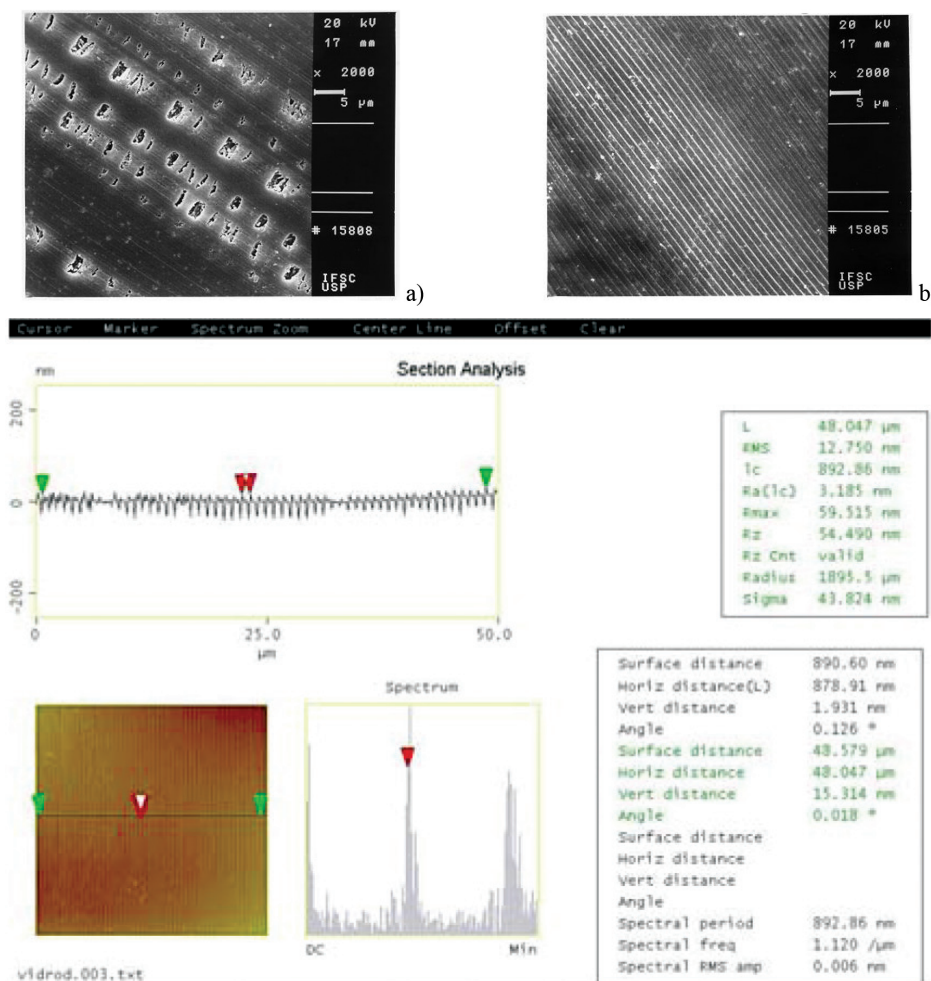 20 kV
17 mm
x 2000
5 µm
# 15808
IFSC
USP
a)
20 kV
17 mm
x 2000
5 µm
# 15805
IFSC
USP
b
Cursor Marker Spectrum Zoom Center Line Offset Clear
Section Analysis
nm
200
0
-200
0 25.0 50.0
µm
L 48.047 µm
RMS 12.750 nm
lc 892.86 nm
Ra(lc) 3.185 nm
Rmax 59.515 nm
Rz 54.490 nm
Rz Cnt valid
Radius 1895.5 µm
Sigma 43.824 nm
Spectrum
DC Min
Surface distance 890.60 nm
Horiz distance(L) 878.91 nm
Vert distance 1.931 nm
Angle 0.126 °
Surface distance 48.579 µm
Horiz distance 48.047 µm
Vert distance 15.314 nm
Angle 0.018 °
Surface distance
Horiz distance
Vert distance
Angle
Spectral period 892.86 nm
Spectral freq 1.120 /µm
Spectral RMS amp 0.006 nm
vidrod.003.txt